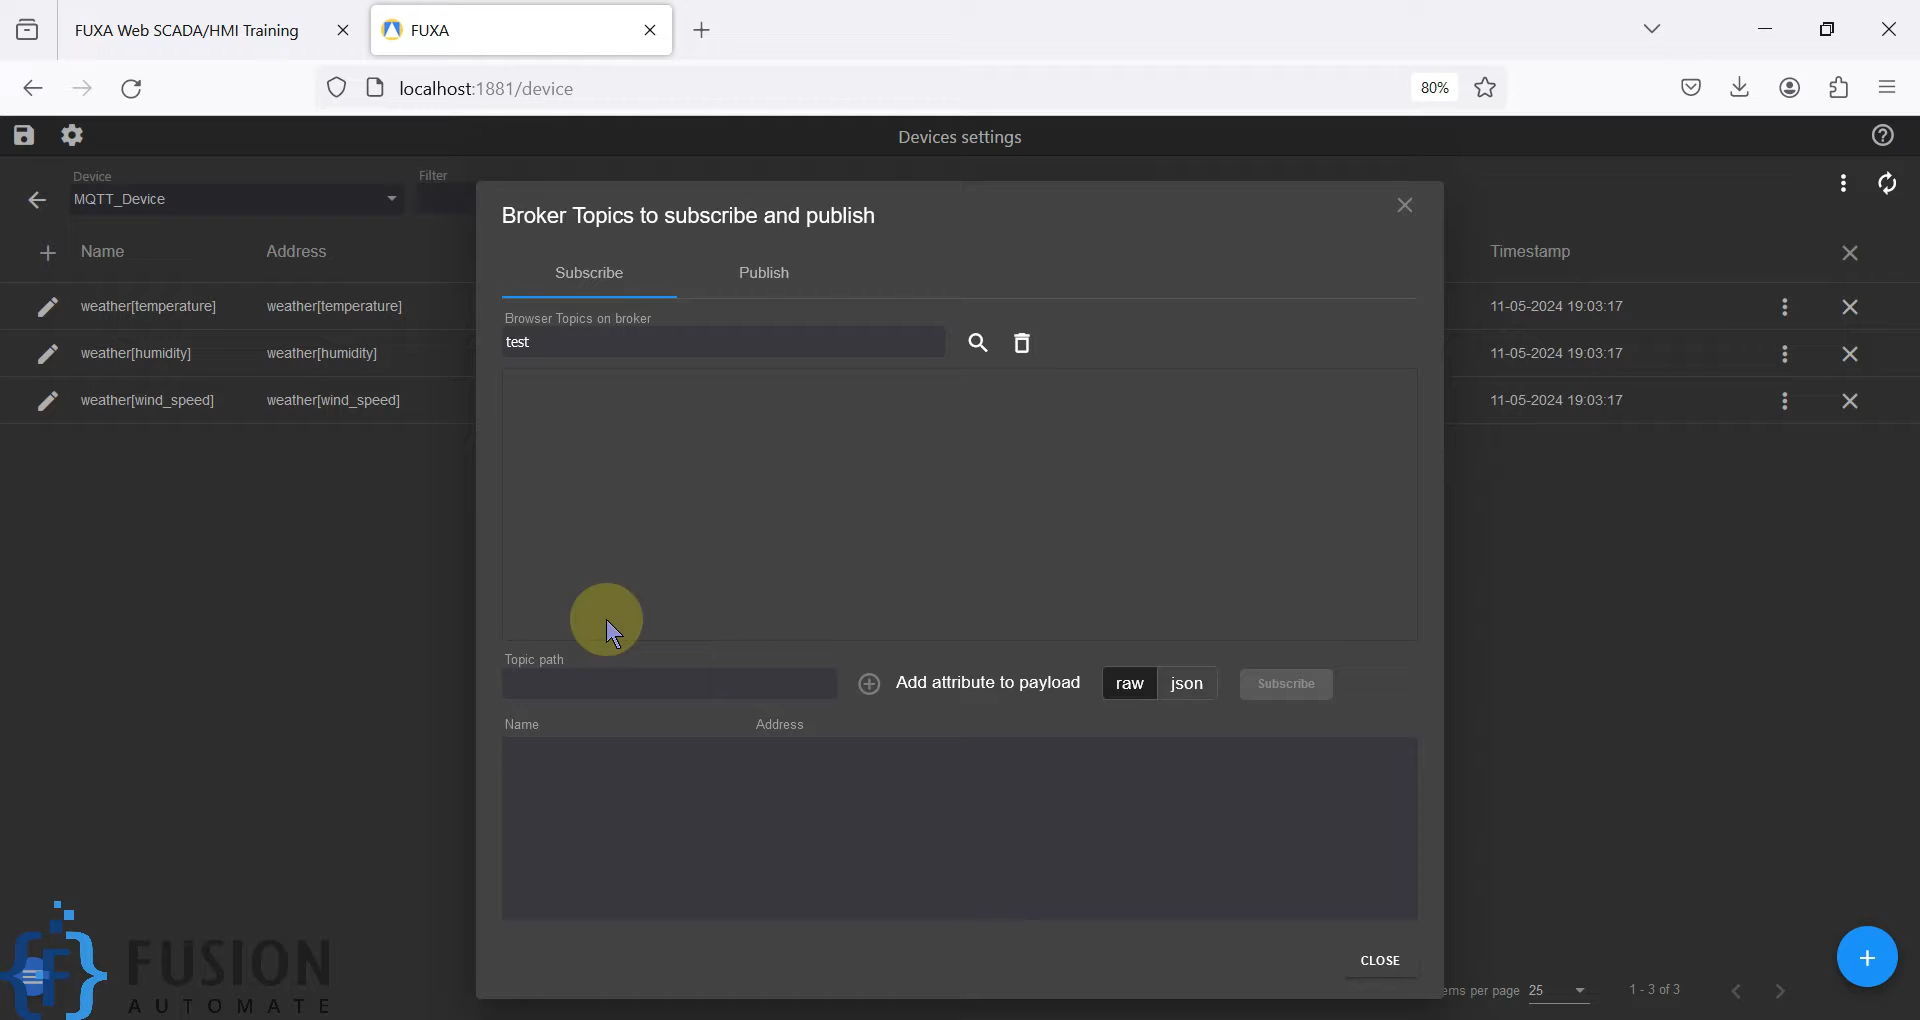 FUXA Web SCADA/HMI Training
FUXA
localhost:1881/device
80%
Devices settings
Device
MQTT_Device
Filter
Name
Address
Timestamp
weather[temperature]
weather[temperature]
11-05-2024 19:03:17
weather[humidity]
weather[humidity]
11-05-2024 19:03:17
weather[wind_speed]
weather[wind_speed]
11-05-2024 19:03:17
Broker Topics to subscribe and publish
Subscribe
Publish
Browser Topics on broker
test
Topic path
Add attribute to payload
raw
json
Subscribe
Name
Address
CLOSE
per page
25
1 - 3 of 3
FUSION
AUTOMATE